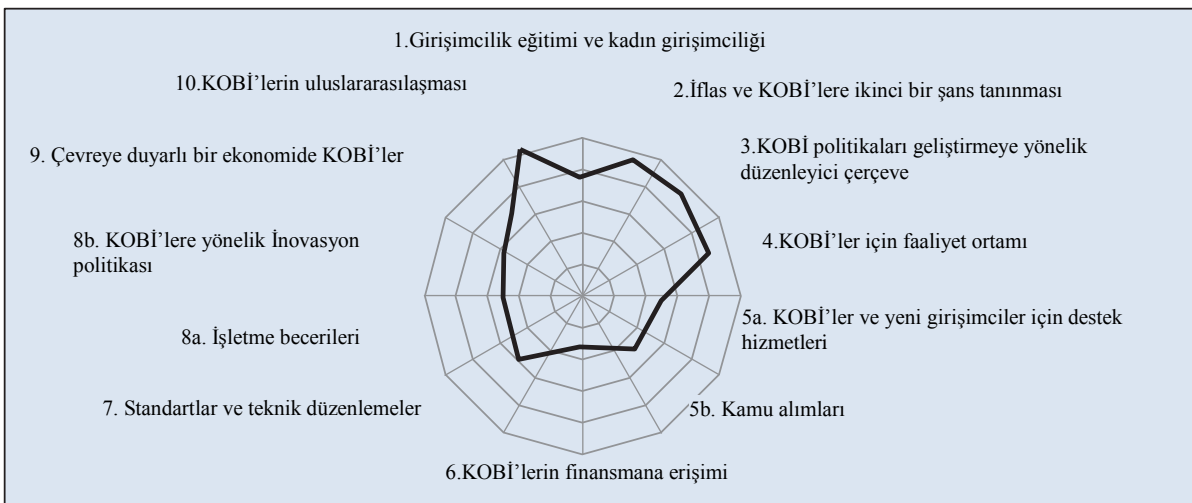 1.Girişimcilik eğitimi ve kadın girişimciliği
10.KOBİ’lerin uluslararasılaşması
2.İflas ve KOBİ’lere ikinci bir şans tanınması
9. Çevreye duyarlı bir ekonomide KOBİ’ler
3.KOBİ politikaları geliştirmeye yönelik
düzenleyici çerçeve
8b. KOBİ’lere yönelik İnovasyon
politikası
4.KOBİ’ler için faaliyet ortamı
8a. İşletme becerileri
5a. KOBİ’ler ve yeni girişimciler için destek
hizmetleri
7. Standartlar ve teknik düzenlemeler
5b. Kamu alımları
6.KOBİ’lerin finansmana erişimi